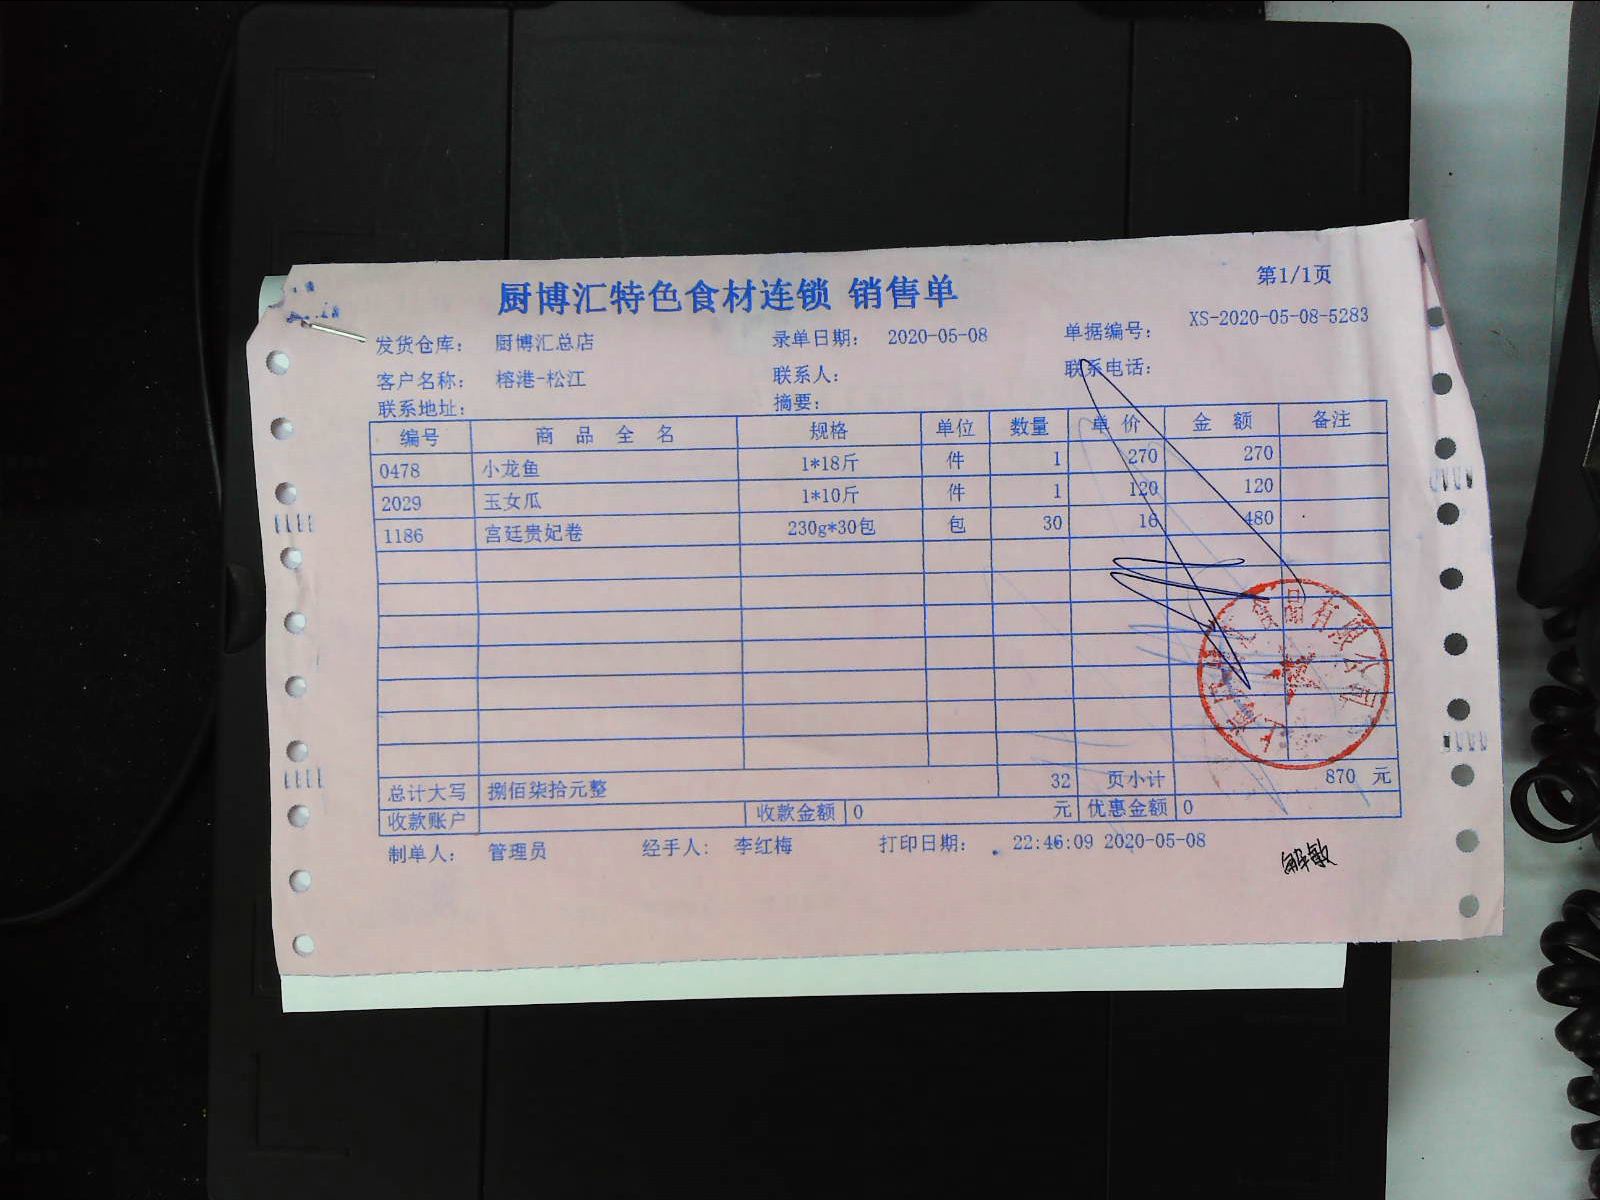 厨博汇特色食材连锁 销售单
第1/1页
发货仓库： 厨博汇总店 录单日期： 2020-05-08 单据编号： XS-2020-05-08-5283
客户名称： 榕港-松江 联系人： 联系电话：
联系地址： 摘要：
编号 商品全名 规格 单位 数量 单价 金额 备注
0478 小龙鱼 1*18斤 件 1 270 270
2029 玉女瓜 1*10斤 件 1 120 120
1186 宫廷贵妃卷 230g*30包 包 30 16 480
总计大写 捌佰柒拾元整 32 页小计 870 元
收款账户 收款金额 0 元 优惠金额 0
制单人： 管理员 经手人： 李红梅 打印日期： 22:46:09 2020-05-08
食品有限公司